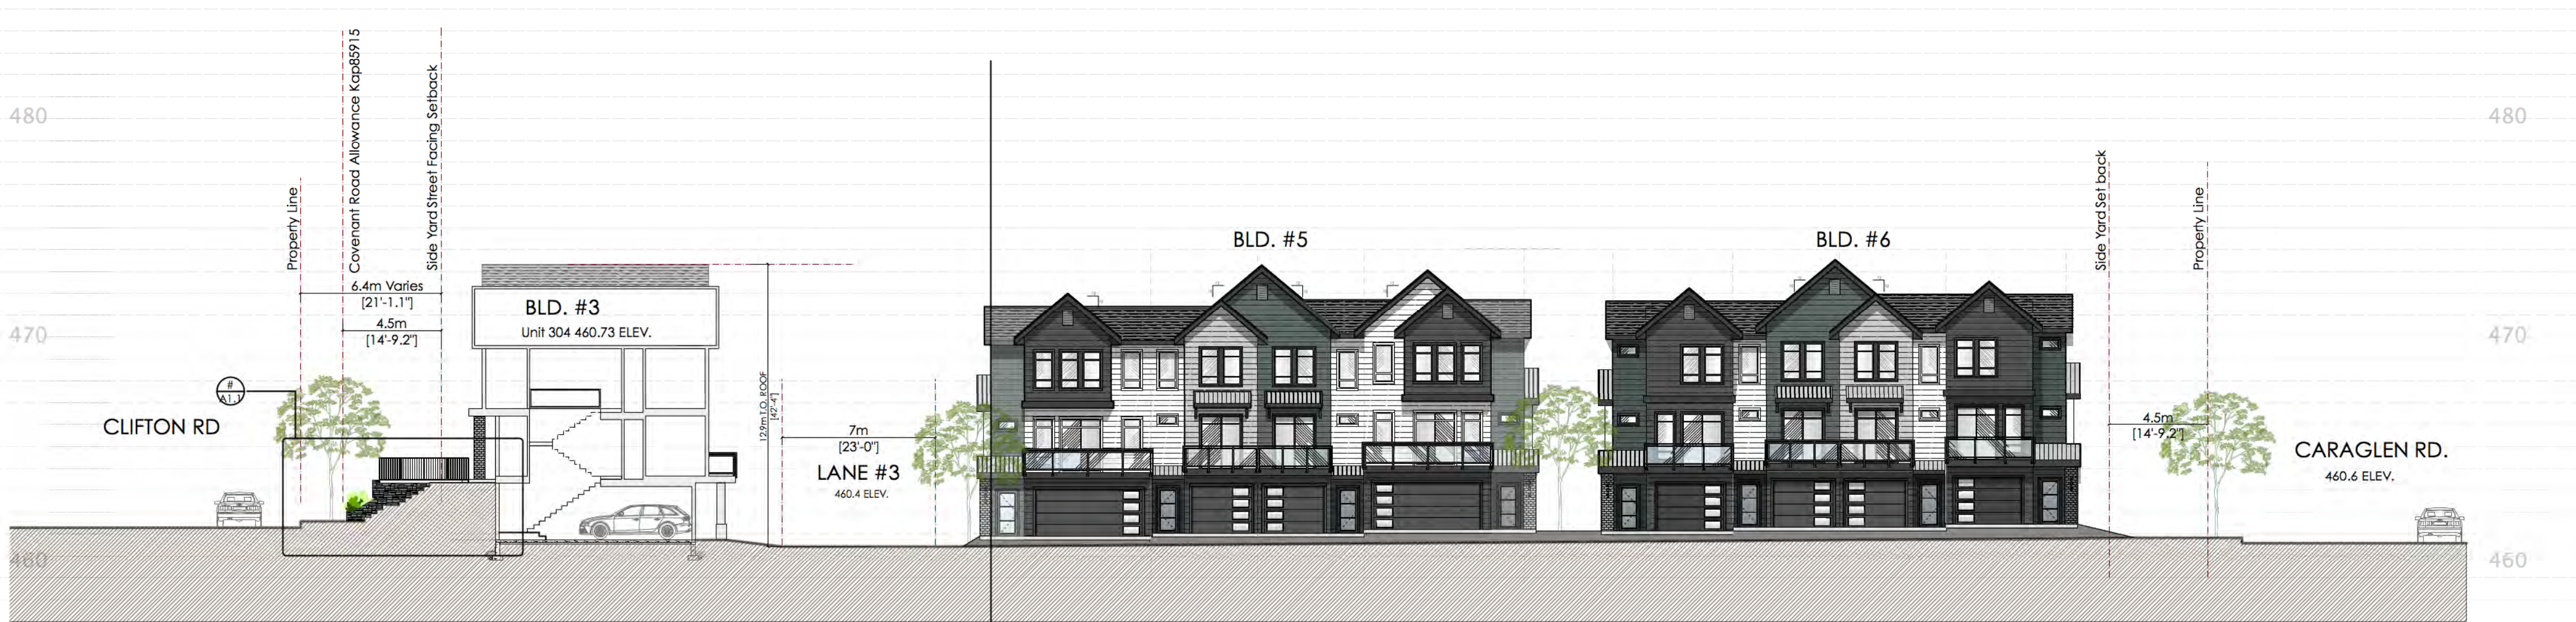 480
480
470
470
460
460
Property Line
Covenant Road Allowance Kap85915
Side Yard Street Facing Setback
6.4m Varies
[21'-1.1"]
4.5m
[14'-9.2"]
#
A1.1
CLIFTON RD
BLD. #3
Unit 304 460.73 ELEV.
12.9m T.O. ROOF
[42'-4"]
7m
[23'-0"]
LANE #3
460.4 ELEV.
BLD. #5
BLD. #6
Side Yard Set back
Property Line
4.5m
[14'-9.2"]
CARAGLEN RD.
460.6 ELEV.